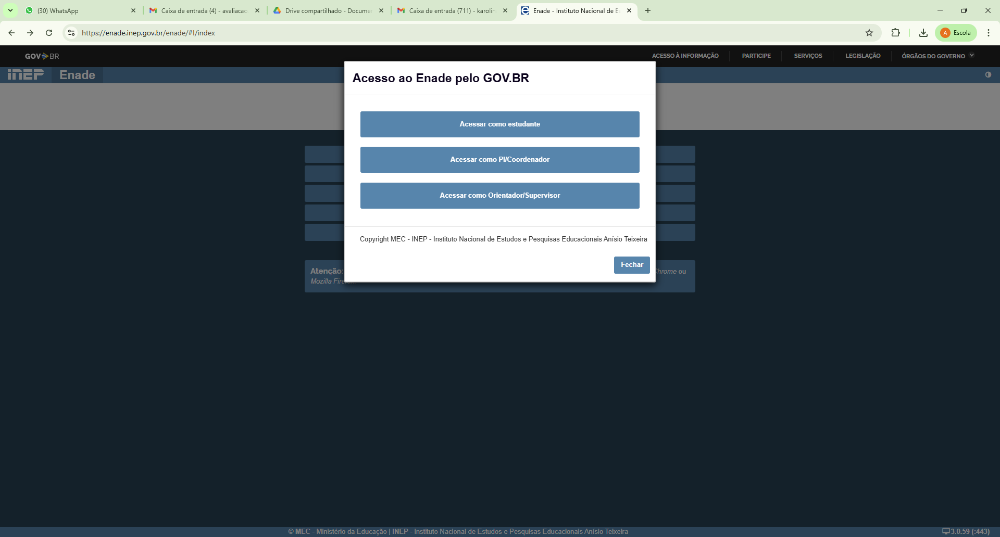 (30) WhatsApp
Caixa de entrada (4) - avaliacao
Drive compartilhado - Docume
Caixa de entrada (711) - karolin
Enade - Instituto Nacional de E
https://enade.inep.gov.br/enade/#!/index
A Escola
GOV BR
ACESSO À INFORMAÇÃO
PARTICIPE
SERVIÇOS
LEGISLAÇÃO
ÓRGÃOS DO GOVERNO
inep
Enade
Acesso ao Enade pelo GOV.BR
Acessar como estudante
Acessar como PI/Coordenador
Acessar como Orientador/Supervisor
Copyright MEC - INEP - Instituto Nacional de Estudos e Pesquisas Educacionais Anísio Teixeira
Fechar
Atenção: hrome ou
Mozilla Fire
© MEC - Ministério da Educação | INEP - Instituto Nacional de Estudos e Pesquisas Educacionais Anísio Teixeira
3.0.59 (:443)